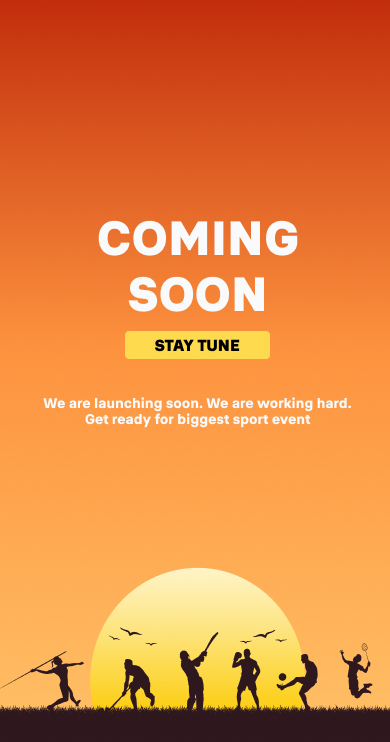 COMING
SOON
STAY TUNE
We are launching soon. We are working hard.
Get ready for biggest sport event